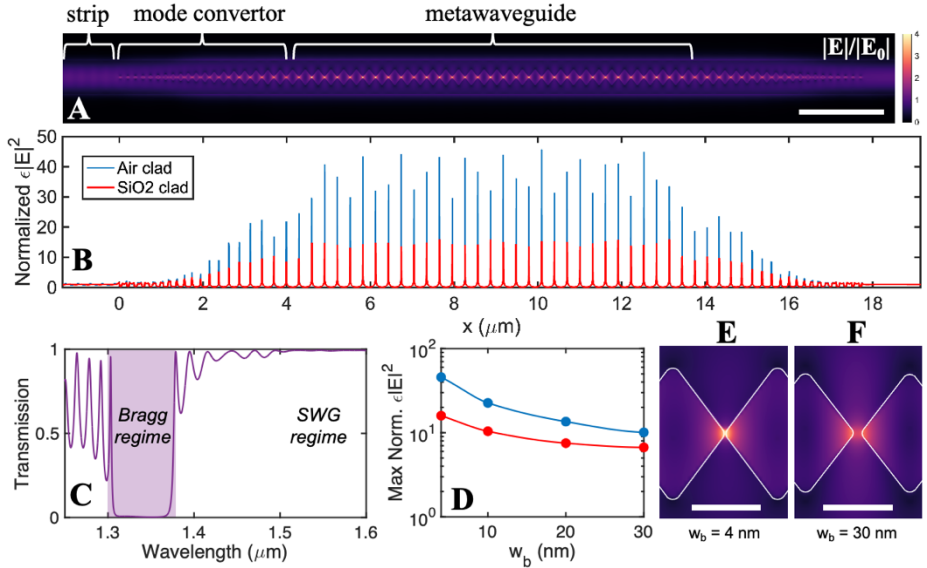 strip mode convertor metawaveguide
|E|/|E₀|
4
3
2
1
0
A
Normalized ϵ|E|²
50
40
30
20
10
0
Air clad
SiO2 clad
B
0 2 4 6 8 10 12 14 16 18
x (μm)
Transmission
1
0.5
0
Bragg
regime
SWG
regime
C
1.3 1.4 1.5 1.6
Wavelength (μm)
Max Norm. ϵ|E|²
10²
10¹
10⁰
D
10 20 30
w_b (nm)
E
w_b = 4 nm
F
w_b = 30 nm